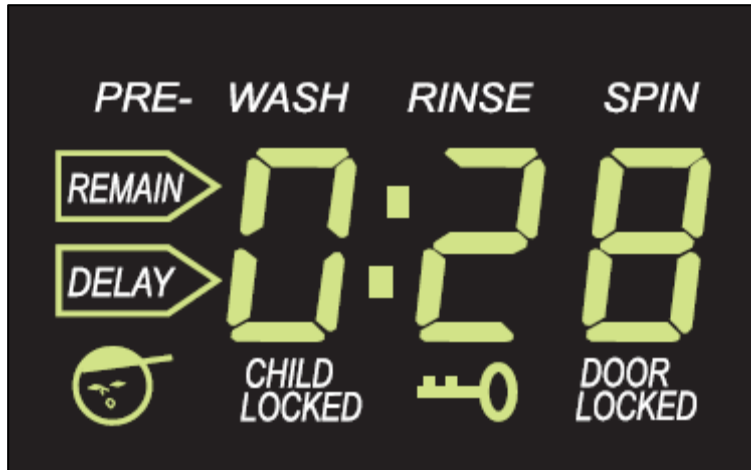 PRE- WASH RINSE SPIN
REMAIN
0:28
DELAY
CHILD LOCKED
DOOR LOCKED